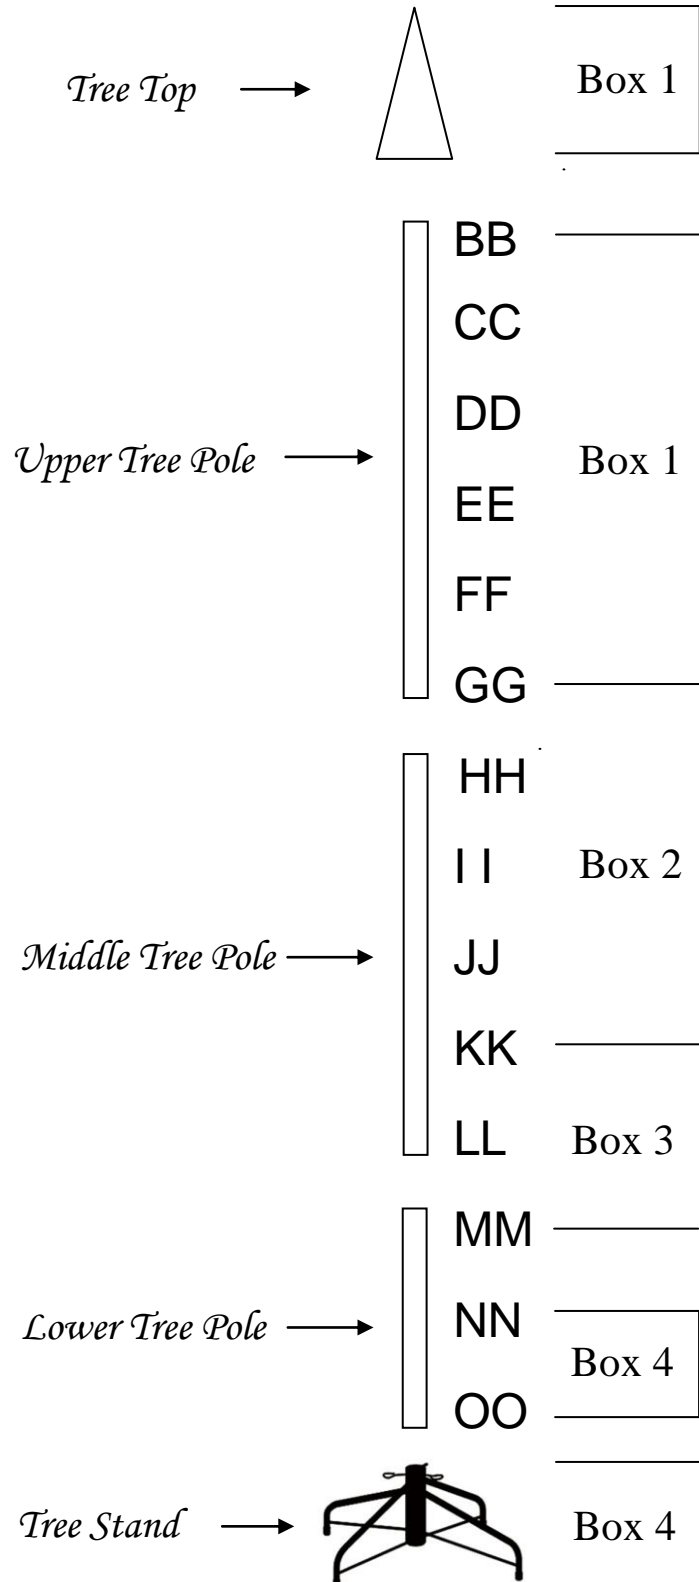 Tree Top Box 1
BB
CC
DD
Upper Tree Pole Box 1
EE
FF
GG
HH
I I Box 2
Middle Tree Pole JJ
KK
LL Box 3
MM
Lower Tree Pole NN
Box 4
OO
Tree Stand Box 4